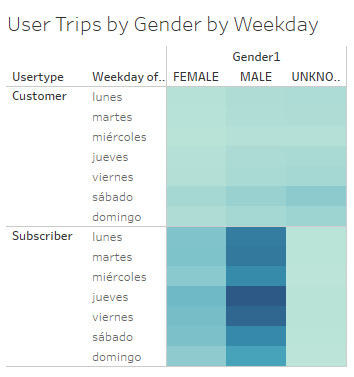 User Trips by Gender by Weekday
Gender1
Usertype Weekday of.. FEMALE MALE UNKNO..
Customer lunes
martes
miércoles
jueves
viernes
sábado
domingo
Subscriber lunes
martes
miércoles
jueves
viernes
sábado
domingo